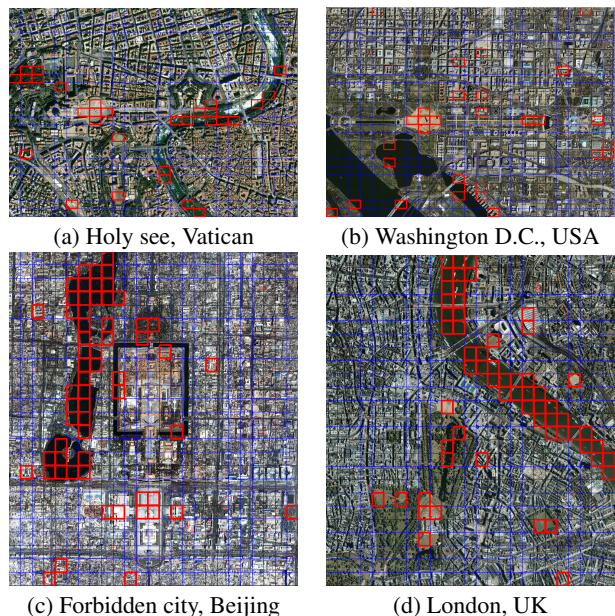 (a) Holy see, Vatican
(b) Washington D.C., USA
(c) Forbidden city, Beijing
(d) London, UK